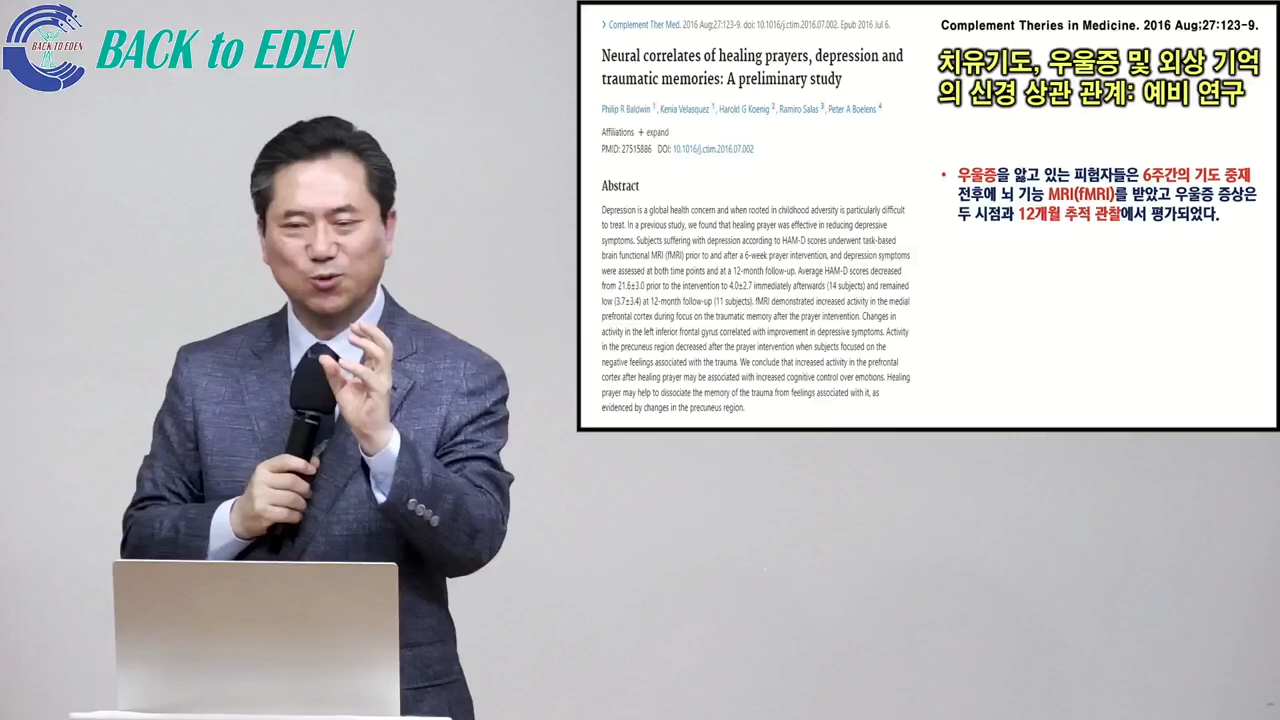 BACK TO EDEN
BACK to EDEN
> Complement Ther Med. 2016 Aug;27:123-9. doi: 10.1016/j.ctim.2016.07.002. Epub 2016 Jul 6.
Neural correlates of healing prayers, depression and
traumatic memories: A preliminary study
Philip R Baldwin 1, Kenia Velasquez 1, Harold G Koenig 2, Ramiro Salas 3, Peter A Boelens 4
Affiliations + expand
PMID: 27515886 DOI: 10.1016/j.ctim.2016.07.002
Abstract
Depression is a global health concern and when rooted in childhood adversity is particularly difficult
to treat. In a previous study, we found that healing prayer was effective in reducing depressive
symptoms. Subjects suffering with depression according to HAM-D scores underwent task-based
brain functional MRI (fMRI) prior to and after a 6-week prayer intervention, and depression symptoms
were assessed at both time points and at a 12-month follow-up. Average HAM-D scores decreased
from 21.6±3.0 prior to the intervention to 4.0±2.7 immediately afterwards (14 subjects) and remained
low (3.7±3.4) at 12-month follow-up (11 subjects). fMRI demonstrated increased activity in the medial
prefrontal cortex during focus on the traumatic memory after the prayer intervention. Changes in
activity in the left inferior frontal gyrus correlated with improvement in depressive symptoms. Activity
in the precuneus region decreased after the prayer intervention when subjects focused on the
negative feelings associated with the trauma. We conclude that increased activity in the prefrontal
cortex after healing prayer may be associated with increased cognitive control over emotions. Healing
prayer may help to dissociate the memory of the trauma from feelings associated with it, as
evidenced by changes in the precuneus region.
Complement Theries in Medicine. 2016 Aug;27:123-9.
치유기도, 우울증 및 외상 기억
의 신경 상관 관계: 예비 연구
• 우울증을 앓고 있는 피험자들은 6주간의 기도 중재
전후에 뇌 기능 MRI(fMRI)를 받았고 우울증 증상은
두 시점과 12개월 추적 관찰에서 평가되었다.